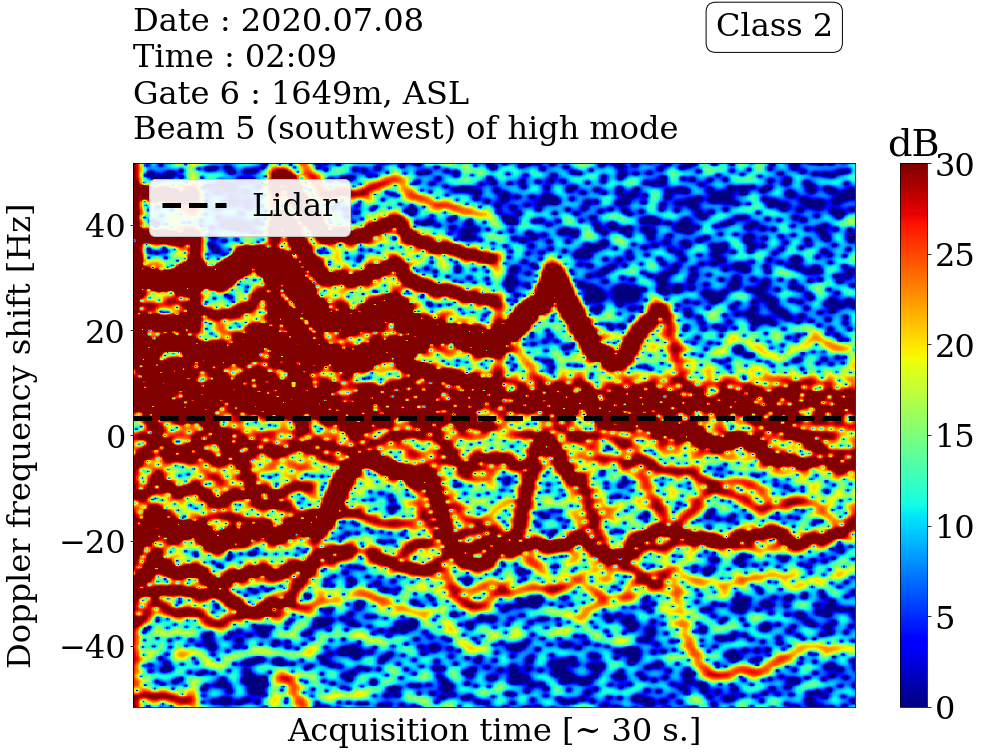 Date : 2020.07.08
Time : 02:09
Gate 6 : 1649m, ASL
Beam 5 (southwest) of high mode
Class 2
dB
Lidar
Doppler frequency shift [Hz]
40
20
0
−20
−40
30
25
20
15
10
5
0
Acquisition time [~ 30 s.]